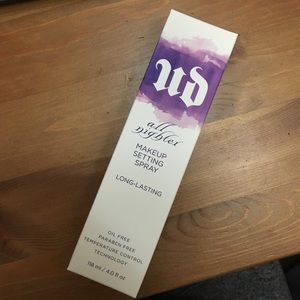 UD
all
nighter
MAKEUP
SETTING
SPRAY
LONG-LASTING
OIL FREE
PARABEN FREE
TEMPERATURE CONTROL
TECHNOLOGY
118 ml / 4.0 fl oz